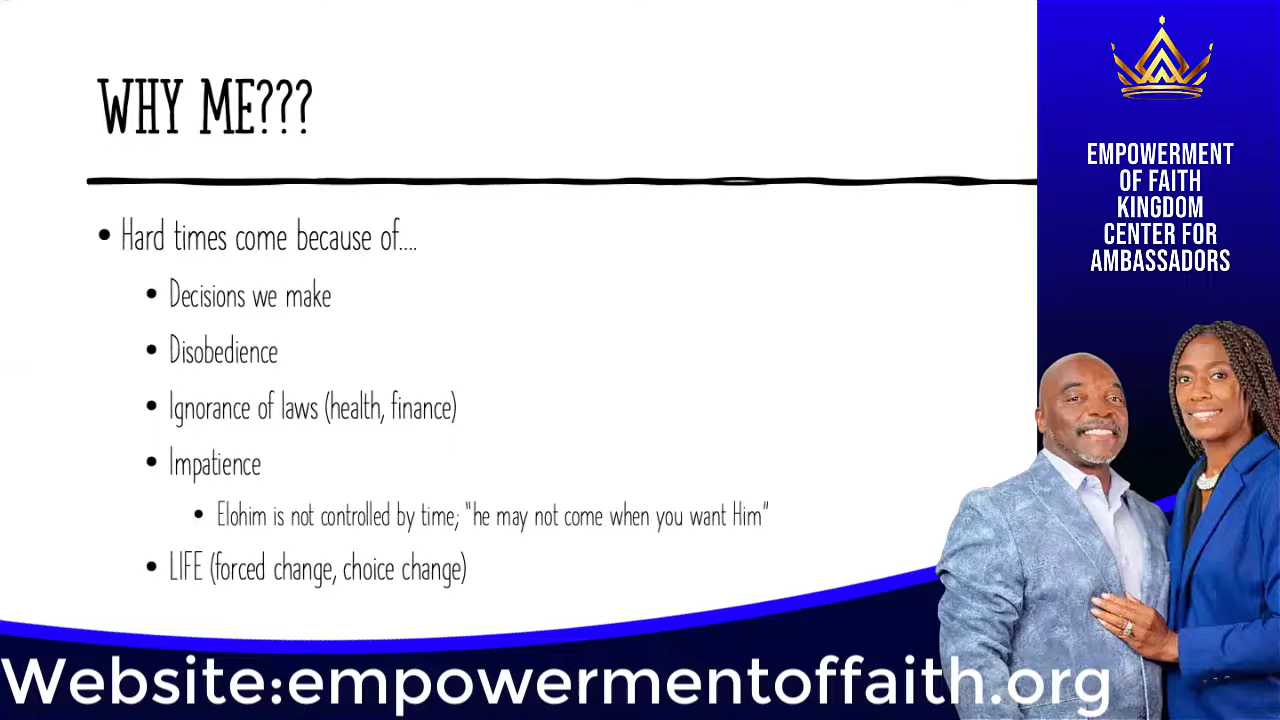 WHY ME???
• Hard times come because of....
• Decisions we make
• Disobedience
• Ignorance of laws (health, finance)
• Impatience
• Elohim is not controlled by time; "he may not come when you want Him"
• LIFE (forced change, choice change)
EMPOWERMENT
OF FAITH
KINGDOM
CENTER FOR
AMBASSADORS
Website:empowermentoffaith.org